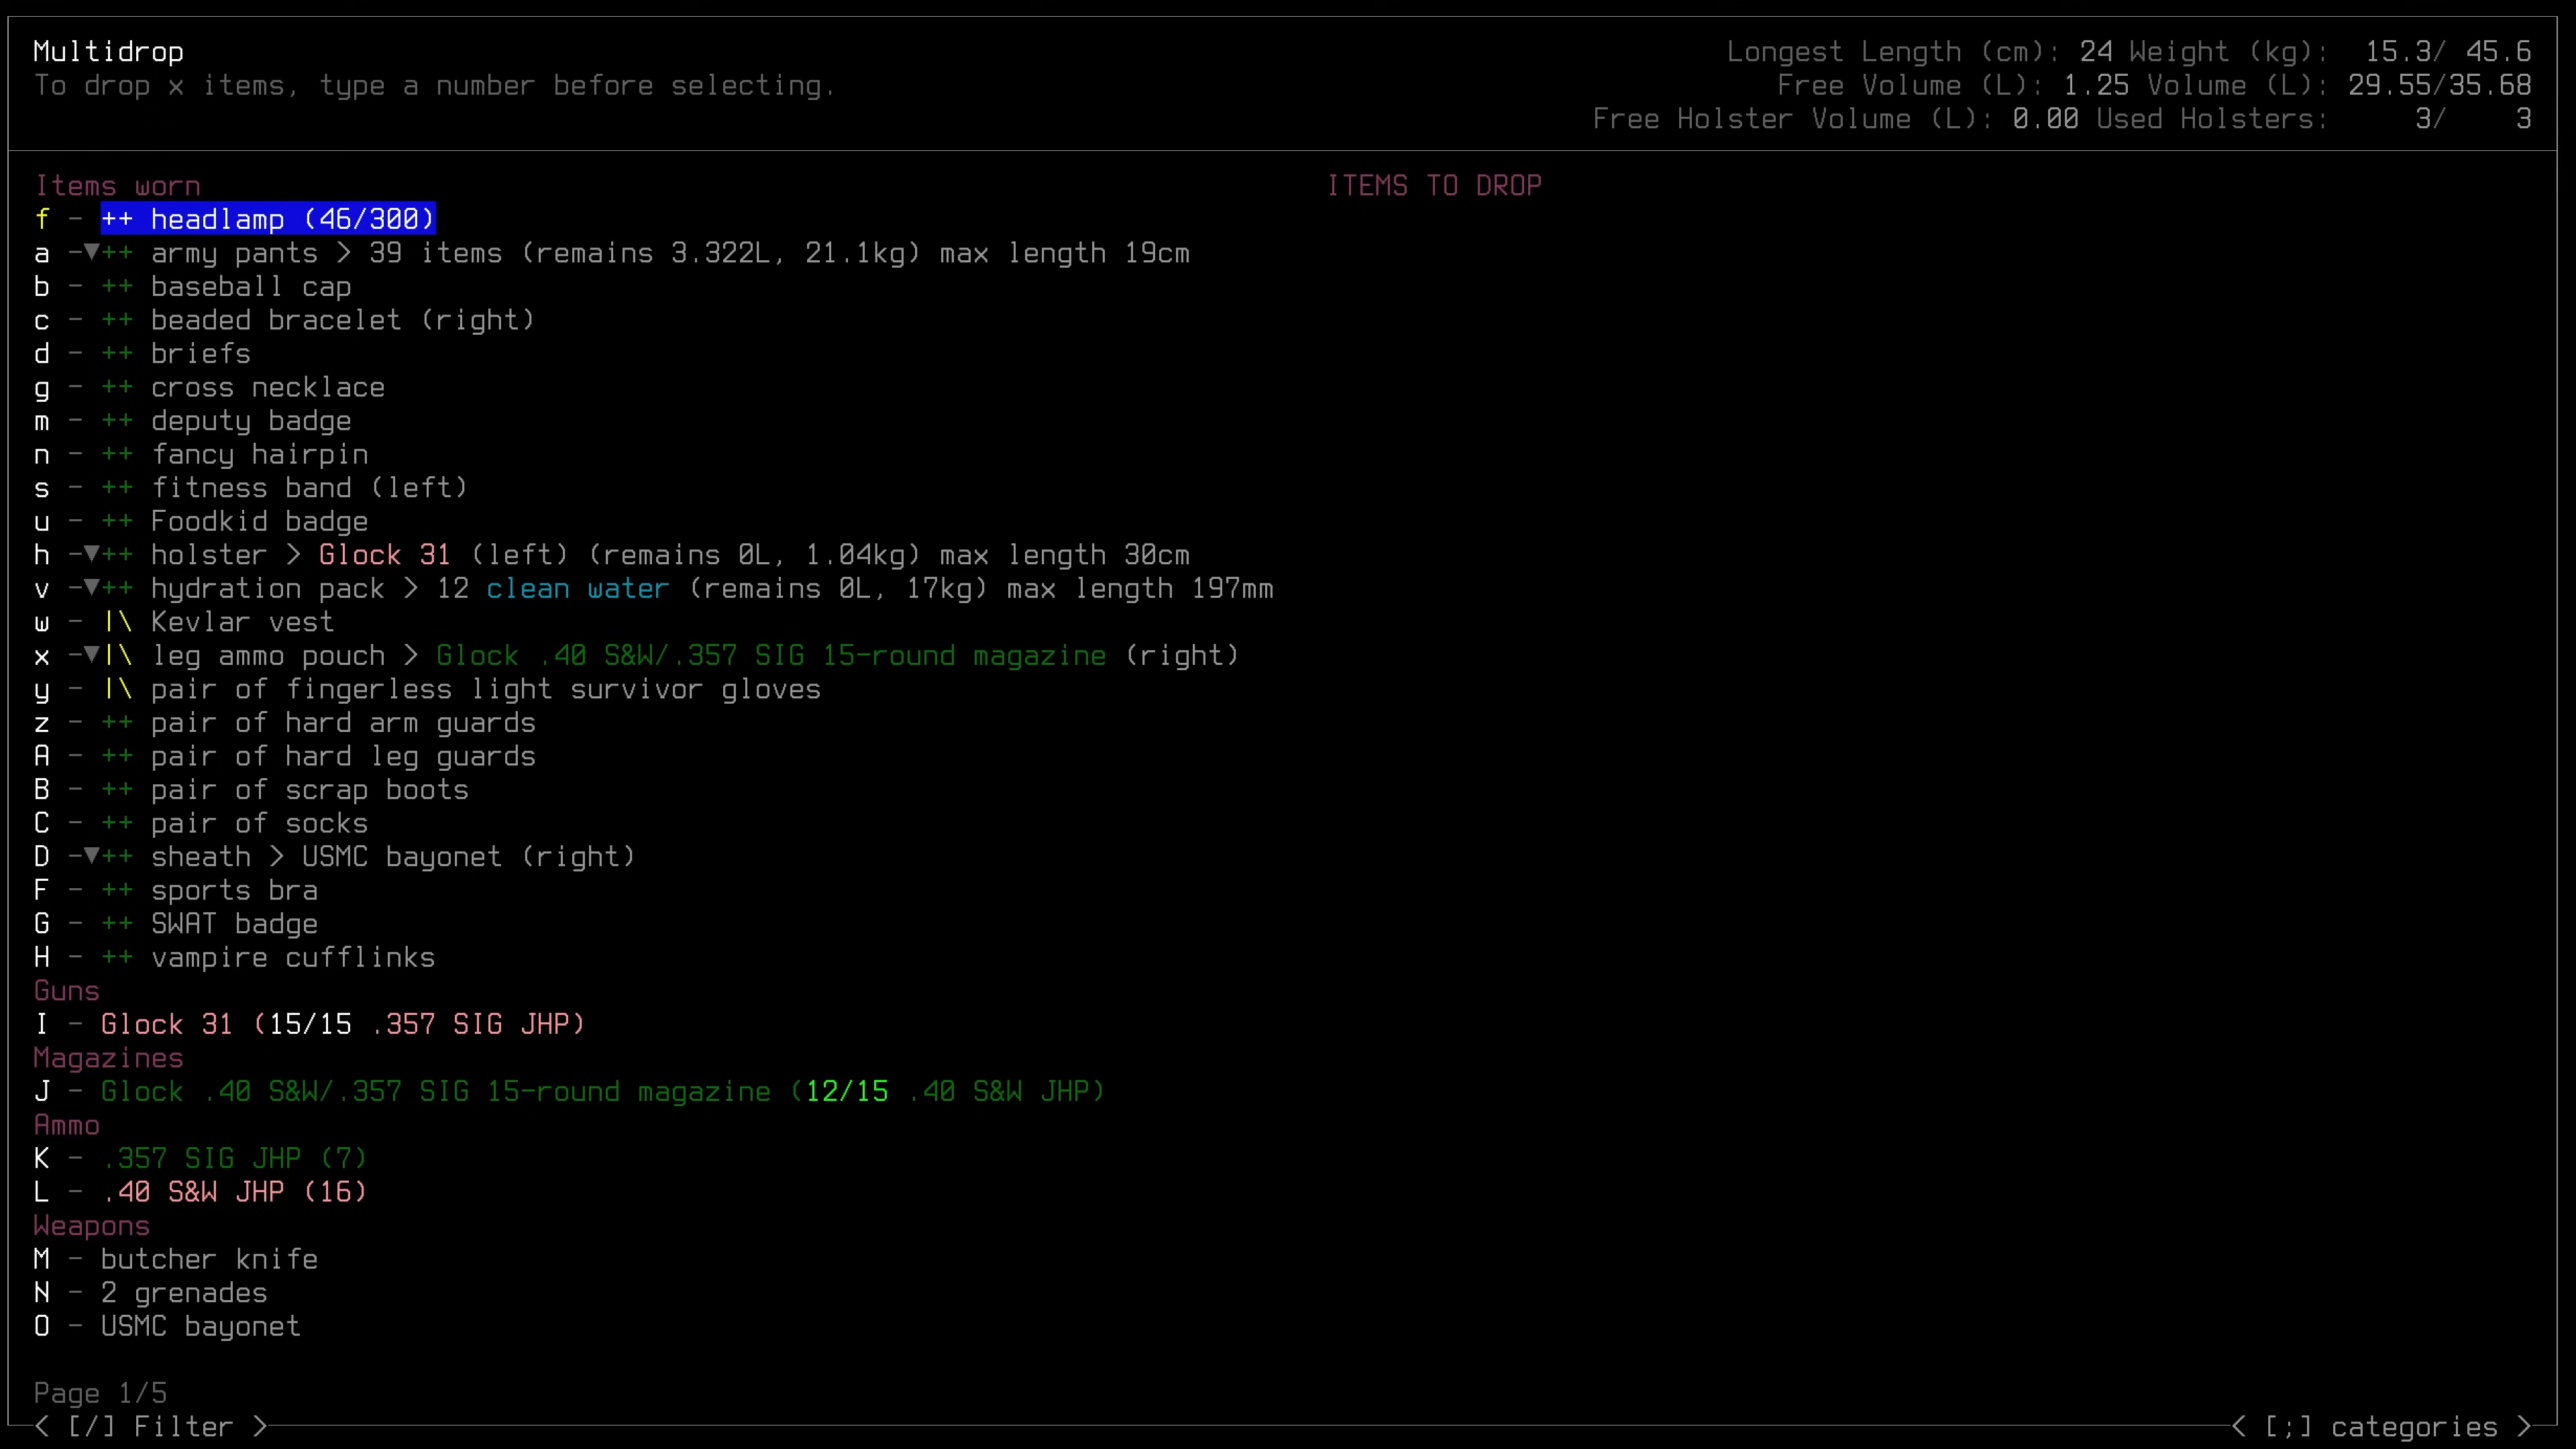 Multidrop
To drop x items, type a number before selecting.
Longest Length (cm): 24 Weight (kg): 15.3/ 45.6
Free Volume (L): 1.25 Volume (L): 29.55/35.68
Free Holster Volume (L): 0.00 Used Holsters: 3/ 3
Items worn
f - ++ headlamp (46/300)
a -▼++ army pants > 39 items (remains 3.322L, 21.1kg) max length 19cm
b - ++ baseball cap
c - ++ beaded bracelet (right)
d - ++ briefs
g - ++ cross necklace
m - ++ deputy badge
n - ++ fancy hairpin
s - ++ fitness band (left)
u - ++ Foodkid badge
h -▼++ holster > Glock 31 (left) (remains 0L, 1.04kg) max length 30cm
v -▼++ hydration pack > 12 clean water (remains 0L, 17kg) max length 197mm
w - |\ Kevlar vest
x -▼|\ leg ammo pouch > Glock .40 S&W/.357 SIG 15-round magazine (right)
y - |\ pair of fingerless light survivor gloves
z - ++ pair of hard arm guards
A - ++ pair of hard leg guards
B - ++ pair of scrap boots
C - ++ pair of socks
D -▼++ sheath > USMC bayonet (right)
F - ++ sports bra
G - ++ SWAT badge
H - ++ vampire cufflinks
Guns
I - Glock 31 (15/15 .357 SIG JHP)
Magazines
J - Glock .40 S&W/.357 SIG 15-round magazine (12/15 .40 S&W JHP)
Ammo
K - .357 SIG JHP (7)
L - .40 S&W JHP (16)
Weapons
M - butcher knife
N - 2 grenades
O - USMC bayonet
ITEMS TO DROP
Page 1/5
< [/] Filter >
< [;] categories >